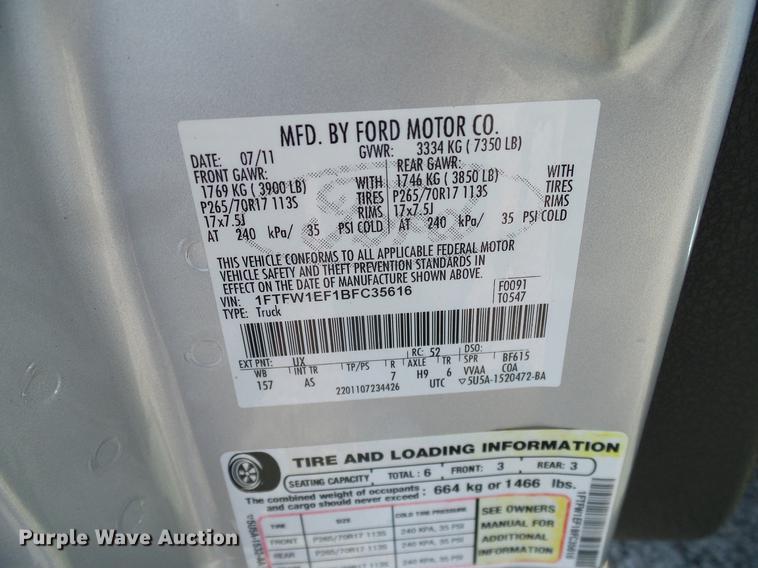 MFD. BY FORD MOTOR CO.
DATE: 07/11 GVWR: 3334 KG ( 7350 LB)
FRONT GAWR: REAR GAWR:
1769 KG ( 3900 LB) WITH 1746 KG ( 3850 LB) WITH
P265/70R17 113S TIRES P265/70R17 113S TIRES
17x7.5J RIMS 17x7.5J RIMS
AT 240 kPa/ 35 PSI COLD AT 240 kPa/ 35 PSI COLD
THIS VEHICLE CONFORMS TO ALL APPLICABLE FEDERAL MOTOR
VEHICLE SAFETY AND THEFT PREVENTION STANDARDS IN
EFFECT ON THE DATE OF MANUFACTURE SHOWN ABOVE.
VIN: 1FTFW1EF1BFC35616 F0091
TYPE: Truck T0547
EXT PNT: UX RC: 52 DSO:
WB INT TR TP/PS R AXLE TR SPR BF615
157 AS 7 H9 6 VVAA COA
2201107234426 UTC ▽5U5A-1520472-BA
TIRE AND LOADING INFORMATION
SEATING CAPACITY TOTAL: 6 FRONT: 3 REAR: 3
The combined weight of occupants and cargo should never exceed : 664 kg or 1466 lbs.
TIRE SIZE COLD TIRE PRESSURE SEE OWNERS
FRONT P265/70R17 113S 240 KPA, 35 PSI MANUAL FOR
REAR P265/70R17 113S 240 KPA, 35 PSI ADDITIONAL
INFORMATION
Purple Wave Auction